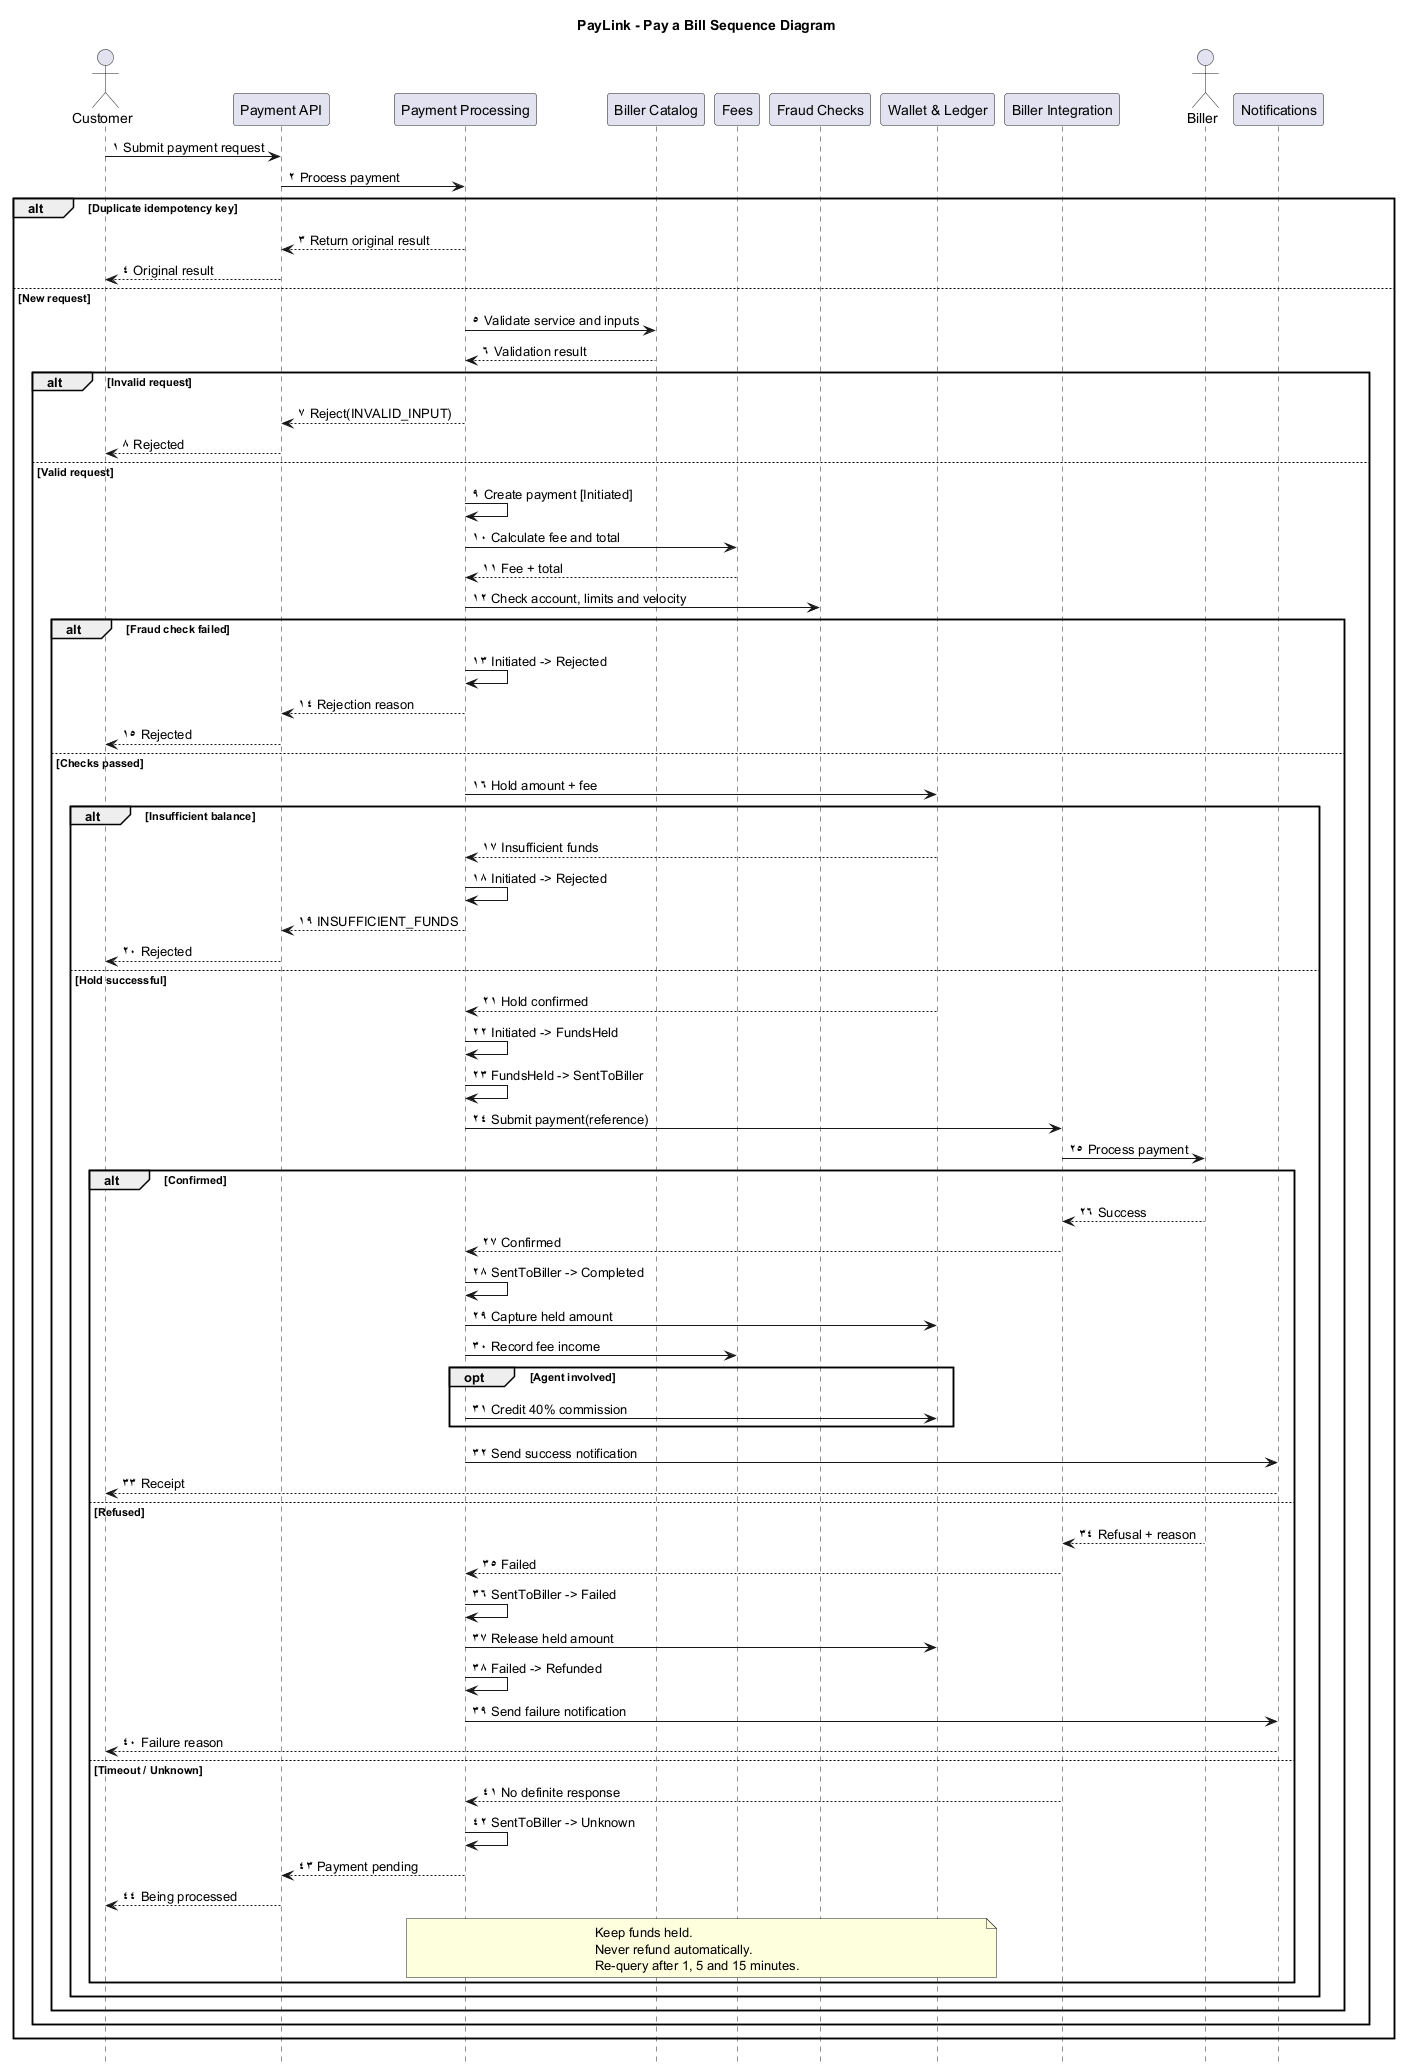 PayLink - Pay a Bill Sequence Diagram
Customer
Payment API
Payment Processing
Biller Catalog
Fees
Fraud Checks
Wallet & Ledger
Biller Integration
Biller
Notifications
١ Submit payment request
٢ Process payment
alt [Duplicate idempotency key]
٣ Return original result
٤ Original result
[New request]
٥ Validate service and inputs
٦ Validation result
alt [Invalid request]
٧ Reject(INVALID_INPUT)
٨ Rejected
[Valid request]
٩ Create payment [Initiated]
١٠ Calculate fee and total
١١ Fee + total
١٢ Check account, limits and velocity
alt [Fraud check failed]
١٣ Initiated -> Rejected
١٤ Rejection reason
١٥ Rejected
[Checks passed]
١٦ Hold amount + fee
alt [Insufficient balance]
١٧ Insufficient funds
١٨ Initiated -> Rejected
١٩ INSUFFICIENT_FUNDS
٢٠ Rejected
[Hold successful]
٢١ Hold confirmed
٢٢ Initiated -> FundsHeld
٢٣ FundsHeld -> SentToBiller
٢٤ Submit payment(reference)
٢٥ Process payment
alt [Confirmed]
٢٦ Success
٢٧ Confirmed
٢٨ SentToBiller -> Completed
٢٩ Capture held amount
٣٠ Record fee income
opt [Agent involved]
٣١ Credit 40% commission
٣٢ Send success notification
٣٣ Receipt
[Refused]
٣٤ Refusal + reason
٣٥ Failed
٣٦ SentToBiller -> Failed
٣٧ Release held amount
٣٨ Failed -> Refunded
٣٩ Send failure notification
٤٠ Failure reason
[Timeout / Unknown]
٤١ No definite response
٤٢ SentToBiller -> Unknown
٤٣ Payment pending
٤٤ Being processed
Keep funds held.
Never refund automatically.
Re-query after 1, 5 and 15 minutes.